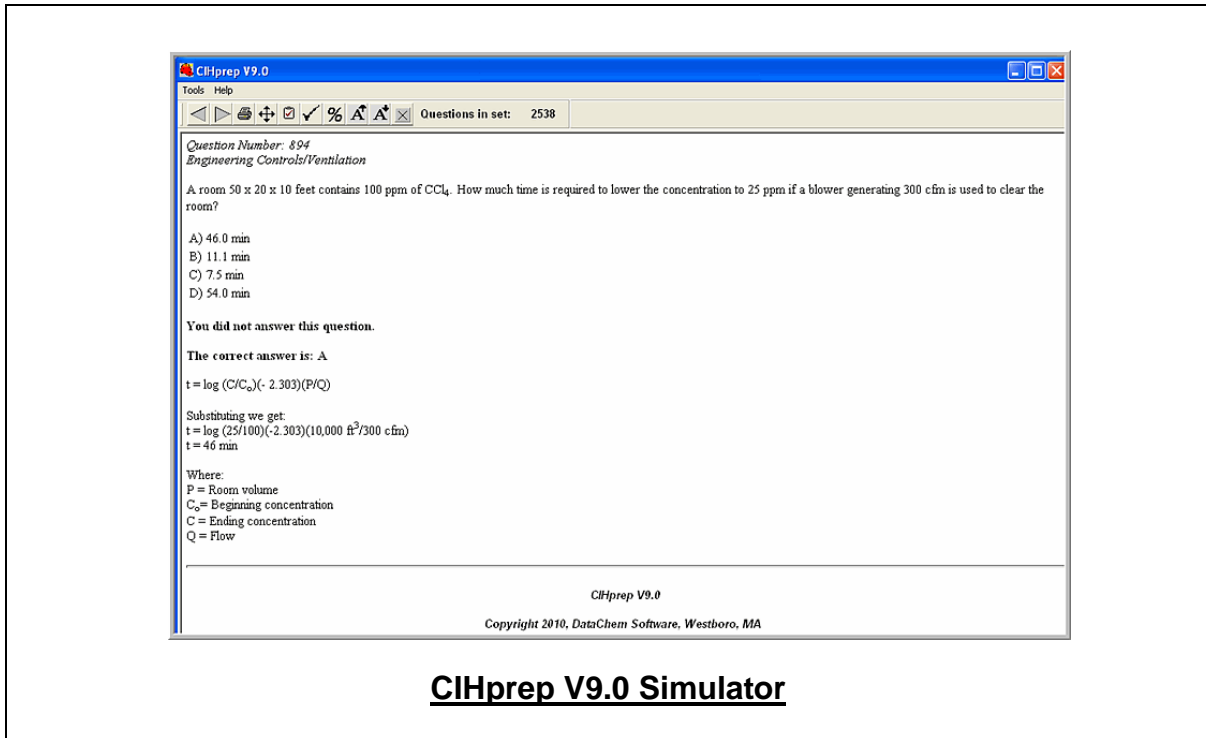 CIHprep V9.0
Tools Help
% A A Questions in set: 2538
Question Number: 894
Engineering Controls/Ventilation
A room 50 x 20 x 10 feet contains 100 ppm of CCl₄. How much time is required to lower the concentration to 25 ppm if a blower generating 300 cfm is used to clear the
room?
A) 46.0 min
B) 11.1 min
C) 7.5 min
D) 54.0 min
You did not answer this question.
The correct answer is: A
t = log (C/Cₒ)(- 2.303)(P/Q)
Substituting we get:
t = log (25/100)(-2.303)(10,000 ft³/300 cfm)
t = 46 min
Where:
P = Room volume
Cₒ= Beginning concentration
C = Ending concentration
Q = Flow
CIHprep V9.0
Copyright 2010, DataChem Software, Westboro, MA
CIHprep V9.0 Simulator